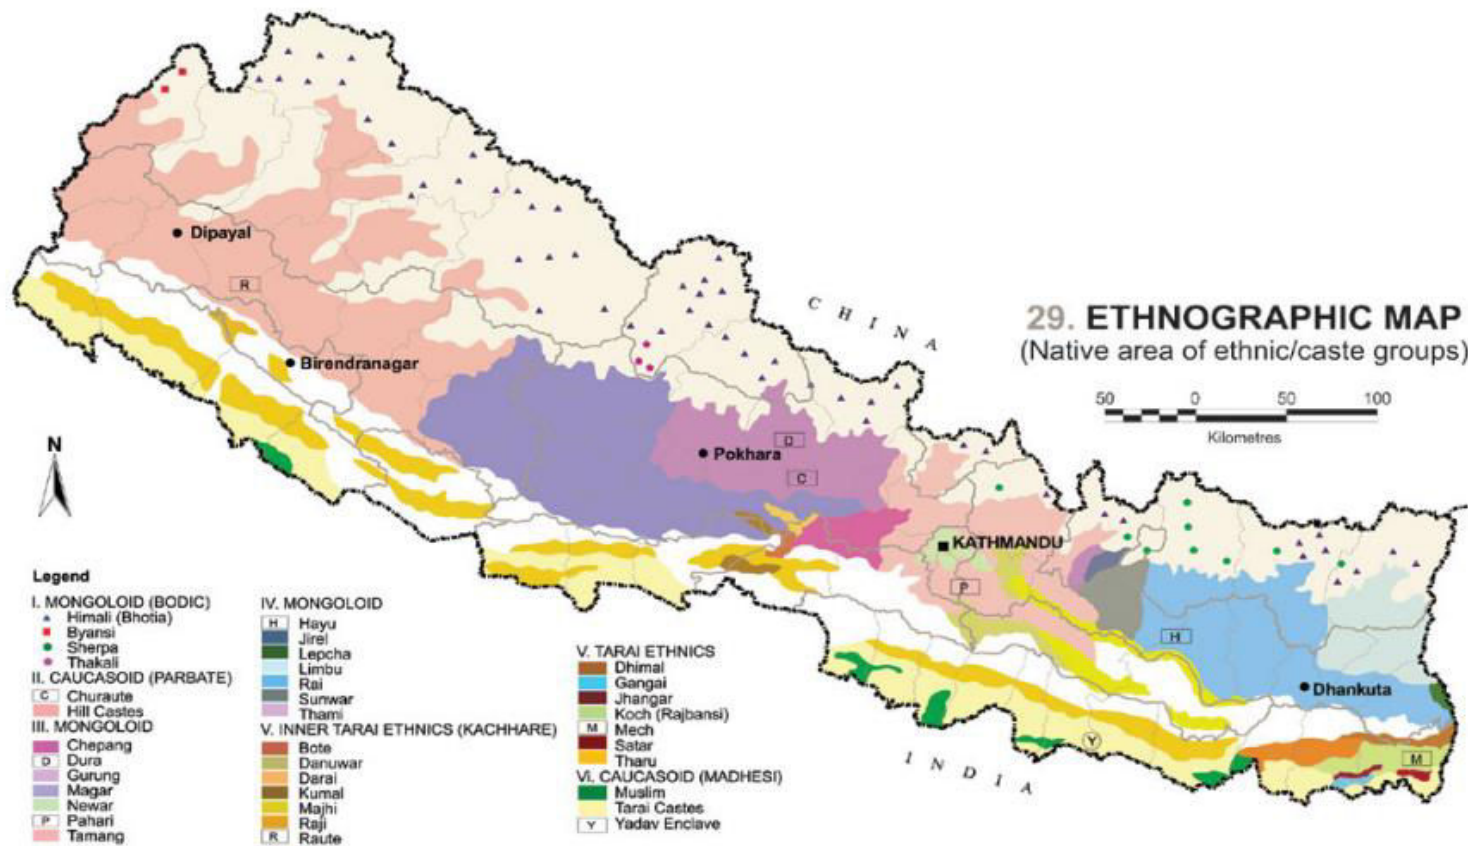 Dipayal
R
Birendranagar
CHINA
29. ETHNOGRAPHIC MAP
(Native area of ethnic/caste groups)
50 0 50 100
Kilometres
N
D
Pokhara
C
KATHMANDU
P
H
Dhankuta
Y
M
INDIA
Legend
I. MONGOLOID (BODIC)
Himali (Bhotia)
Byansi
Sherpa
Thakali
II. CAUCASOID (PARBATE)
C Churaute
Hill Castes
III. MONGOLOID
Chepang
D Dura
Gurung
Magar
Newar
P Pahari
Tamang
IV. MONGOLOID
H Hayu
Jirel
Lepcha
Limbu
Rai
Sunwar
Thami
V. INNER TARAI ETHNICS (KACHHARE)
Bote
Danuwar
Darai
Kumal
Majhi
Raji
R Raute
V. TARAI ETHNICS
Dhimal
Gangai
Jhangar
Koch (Rajbansi)
M Mech
Satar
Tharu
VI. CAUCASOID (MADHESI)
Muslim
Tarai Castes
Y Yadav Enclave